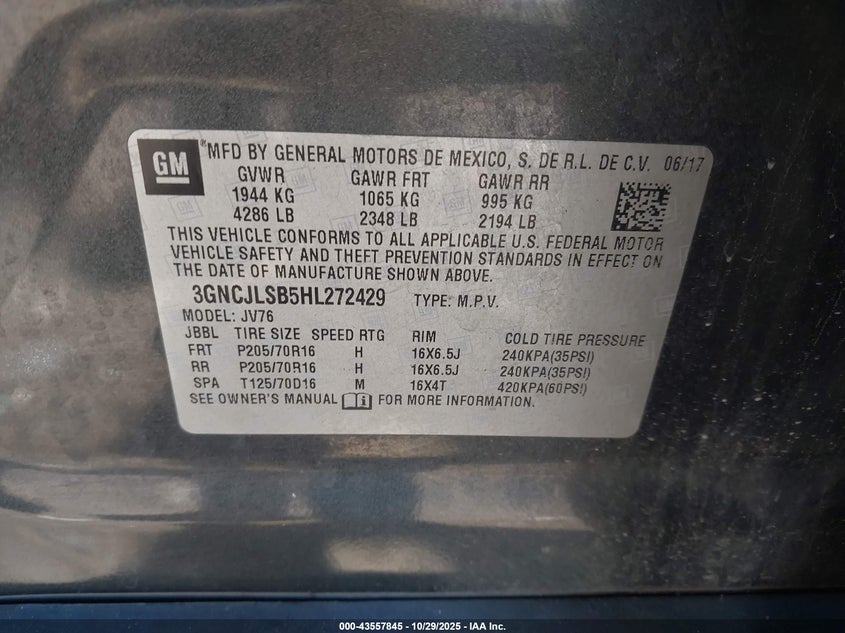 GM
MFD BY GENERAL MOTORS DE MEXICO, S. DE R.L. DE C.V. 06/17
GVWR GAWR FRT GAWR RR
1944 KG 1065 KG 995 KG
4286 LB 2348 LB 2194 LB
THIS VEHICLE CONFORMS TO ALL APPLICABLE U.S. FEDERAL MOTOR
VEHICLE SAFETY AND THEFT PREVENTION STANDARDS IN EFFECT ON
THE DATE OF MANUFACTURE SHOWN ABOVE.
3GNCJLSB5HL272429 TYPE: M.P.V.
MODEL: JV76
JBBL TIRE SIZE SPEED RTG RIM COLD TIRE PRESSURE
FRT P205/70R16 H 16X6.5J 240KPA(35PSI)
RR P205/70R16 H 16X6.5J 240KPA(35PSI)
SPA T125/70D16 M 16X4T 420KPA(60PSI)
SEE OWNER'S MANUAL FOR MORE INFORMATION.
000-43557845 - 10/29/2025 - IAA Inc.